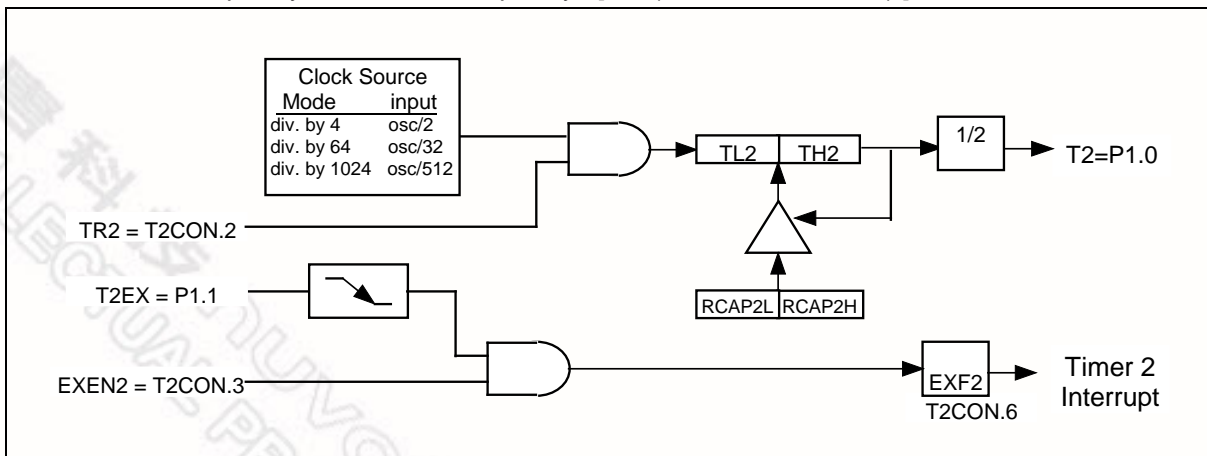 Clock Source
Mode input
div. by 4 osc/2
div. by 64 osc/32
div. by 1024 osc/512
TL2 TH2
1/2
T2=P1.0
TR2 = T2CON.2
T2EX = P1.1
RCAP2L RCAP2H
EXEN2 = T2CON.3
EXF2
T2CON.6
Timer 2
Interrupt